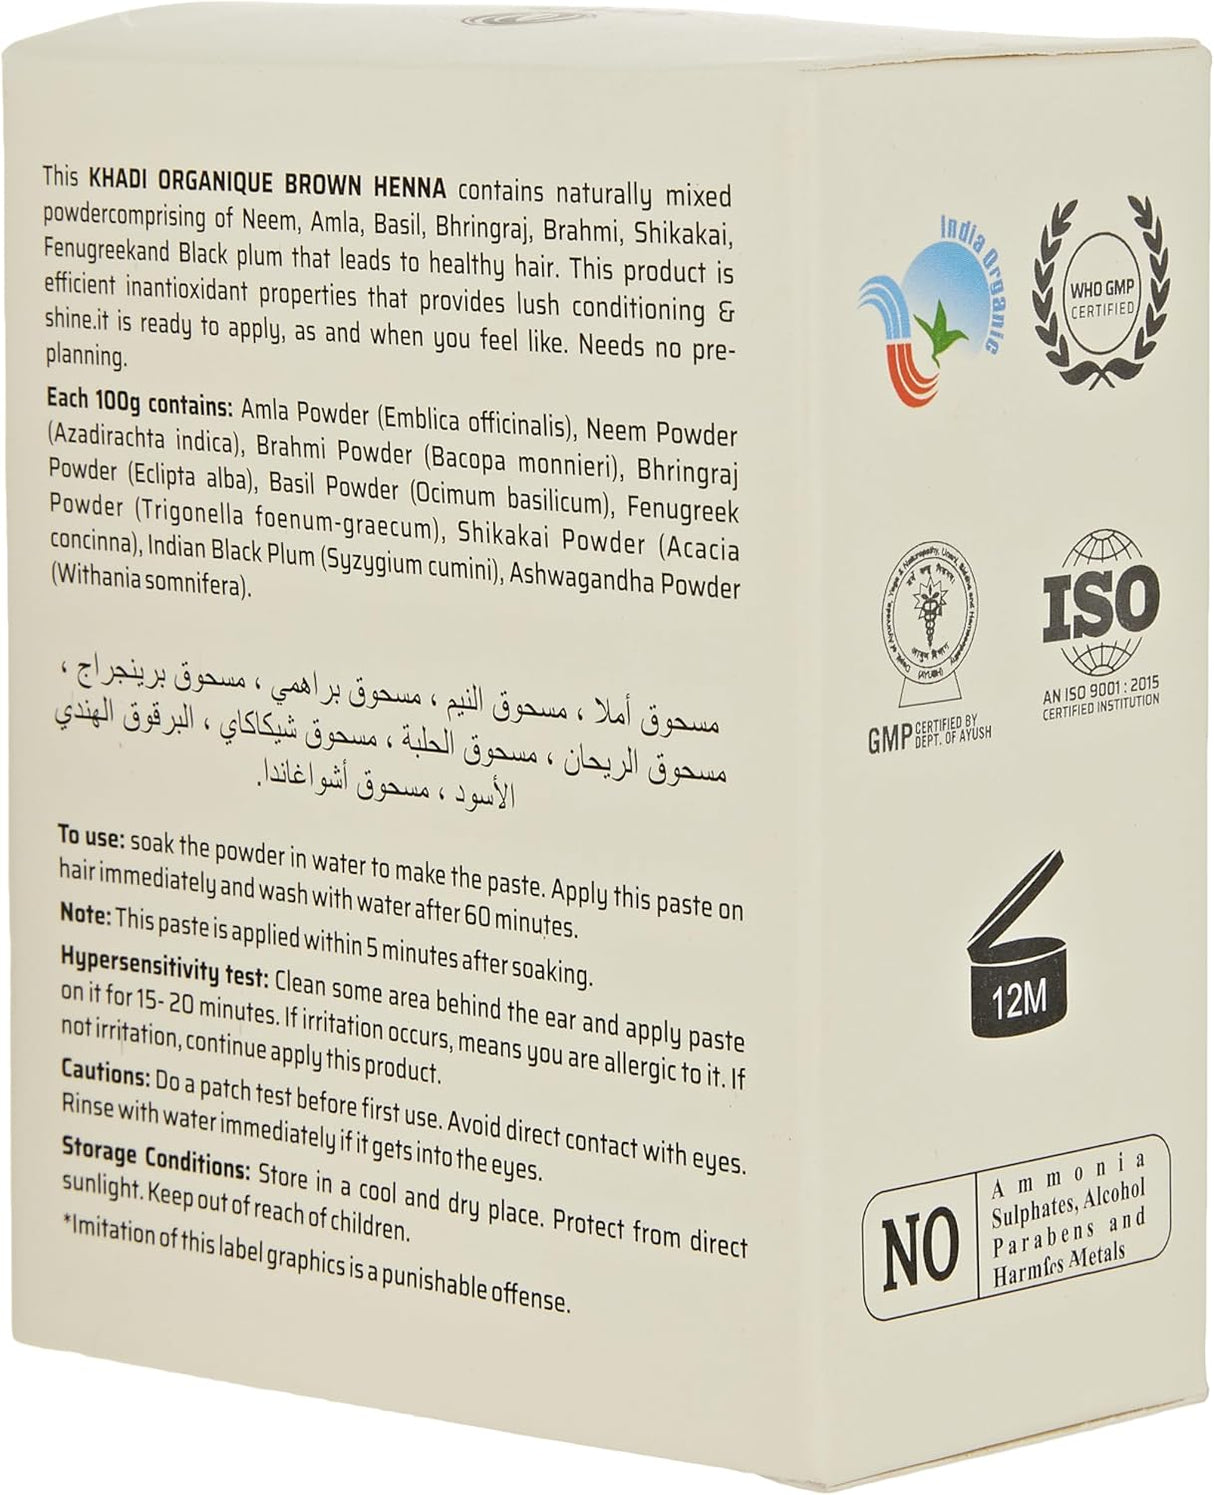 This KHADI ORGANIQUE BROWN HENNA contains naturally mixed
powdercomprising of Neem, Amla, Basil, Bhringraj, Brahmi, Shikakai,
Fenugreekand Black plum that leads to healthy hair. This product is
efficient inantioxidant properties that provides lush conditioning &
shine.it is ready to apply, as and when you feel like. Needs no pre-
planning.
Each 100g contains: Amla Powder (Emblica officinalis), Neem Powder
(Azadirachta indica), Brahmi Powder (Bacopa monnieri), Bhringraj
Powder (Eclipta alba), Basil Powder (Ocimum basilicum), Fenugreek
Powder (Trigonella foenum-graecum), Shikakai Powder (Acacia
concinna), Indian Black Plum (Syzygium cumini), Ashwagandha Powder
(Withania somnifera).
مسحوق أملا ، مسحوق النيم ، مسحوق براهمي ، مسحوق برينجراج ،
مسحوق الريحان ، مسحوق الحلبة ، مسحوق شيكاكاي ، البرقوق الهندي
الأسود ، مسحوق أشواغاندا.
To use: soak the powder in water to make the paste. Apply this paste on
hair immediately and wash with water after 60 minutes.
Note: This paste is applied within 5 minutes after soaking.
Hypersensitivity test: Clean some area behind the ear and apply paste
on it for 15- 20 minutes. If irritation occurs, means you are allergic to it. If
not irritation, continue apply this product.
Cautions: Do a patch test before first use. Avoid direct contact with eyes.
Rinse with water immediately if it gets into the eyes.
Storage Conditions: Store in a cool and dry place. Protect from direct
sunlight. Keep out of reach of children.
*Imitation of this label graphics is a punishable offense.
India Organic
WHO GMP
CERTIFIED
Dept. of Ayurveda, Yoga & Naturopathy, Unani, Siddha and Homoeopathy
(AYUSH)
GMP CERTIFIED BY
DEPT. OF AYUSH
ISO
AN ISO 9001 : 2015
CERTIFIED INSTITUTION
12M
NO
Ammonia
Sulphates, Alcohol
Parabens and
Harmfes Metals